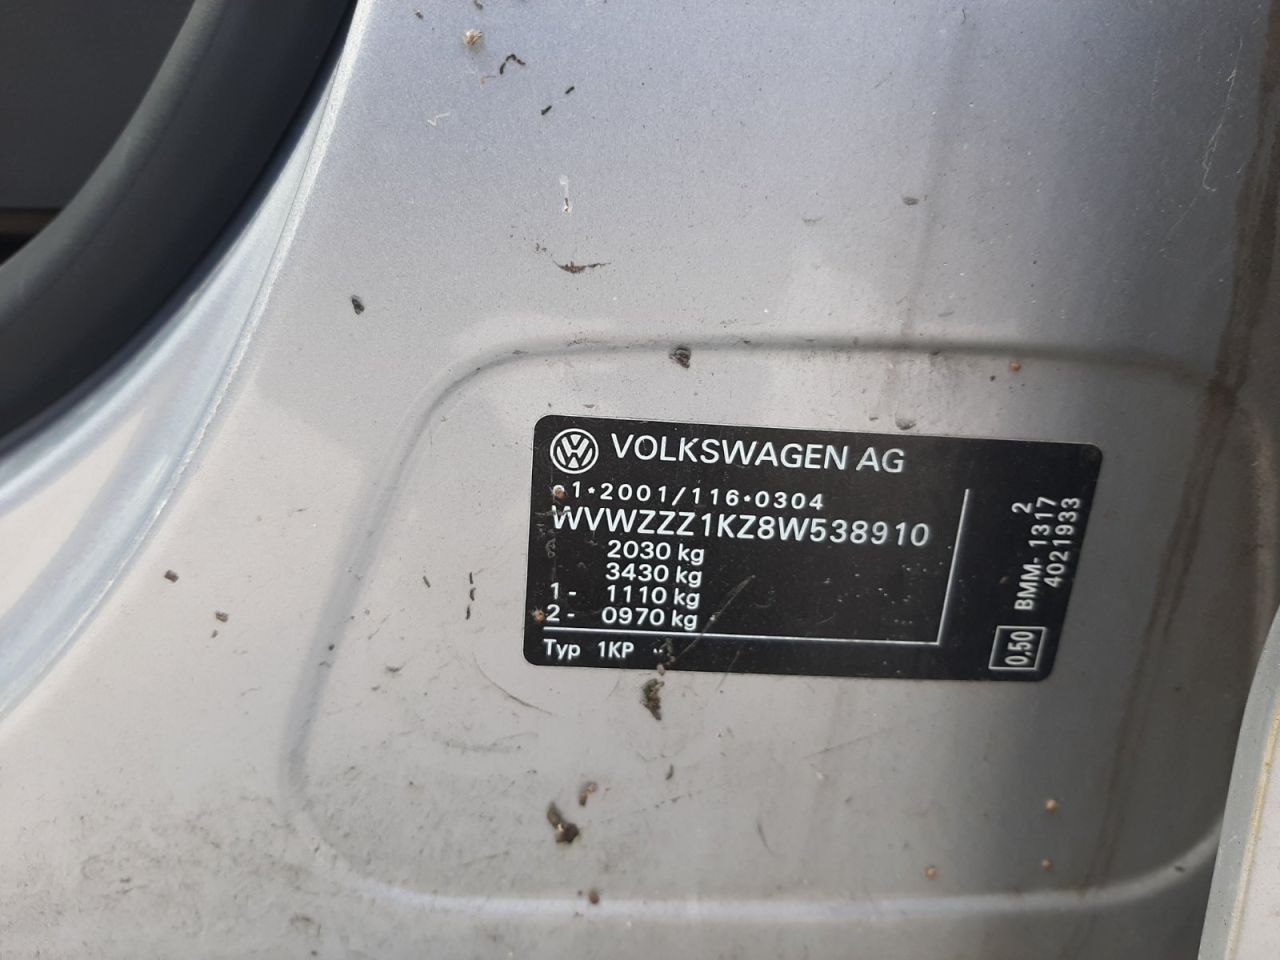 VOLKSWAGEN AG
e1*2001/116*0304
WVWZZZ1KZ8W538910
2030 kg
3430 kg
1- 1110 kg
2- 0970 kg
Typ 1KP
2
BMM-1317
4021933
0,50